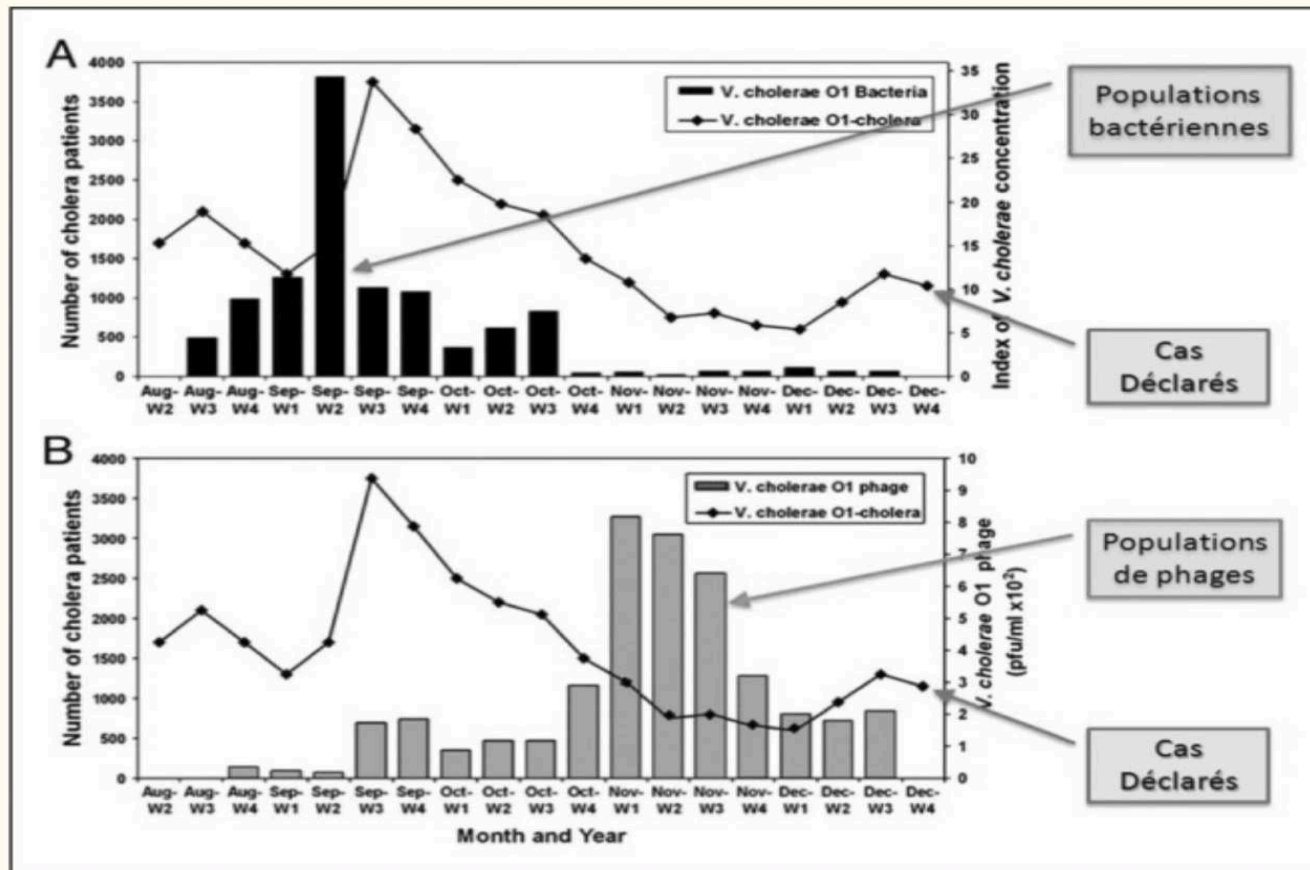 A
4000
3500
3000
2500
2000
1500
1000
500
0
Number of cholera patients
V. cholerae O1 Bacteria
V. cholerae O1-cholera
35
30
25
20
15
10
5
0
Index of V. cholerae concentration
Aug-W2 Aug-W3 Aug-W4 Sep-W1 Sep-W2 Sep-W3 Sep-W4 Oct-W1 Oct-W2 Oct-W3 Oct-W4 Nov-W1 Nov-W2 Nov-W3 Nov-W4 Dec-W1 Dec-W2 Dec-W3 Dec-W4
Populations
bactériennes
Cas
Déclarés
B
4000
3500
3000
2500
2000
1500
1000
500
0
Number of cholera patients
V. cholerae O1 phage
V. cholerae O1-cholera
10
9
8
7
6
5
4
3
2
1
0
V. cholerae O1 phage
(pfu/ml x10²)
Aug-W2 Aug-W3 Aug-W4 Sep-W1 Sep-W2 Sep-W3 Sep-W4 Oct-W1 Oct-W2 Oct-W3 Oct-W4 Nov-W1 Nov-W2 Nov-W3 Nov-W4 Dec-W1 Dec-W2 Dec-W3 Dec-W4
Month and Year
Populations
de phages
Cas
Déclarés